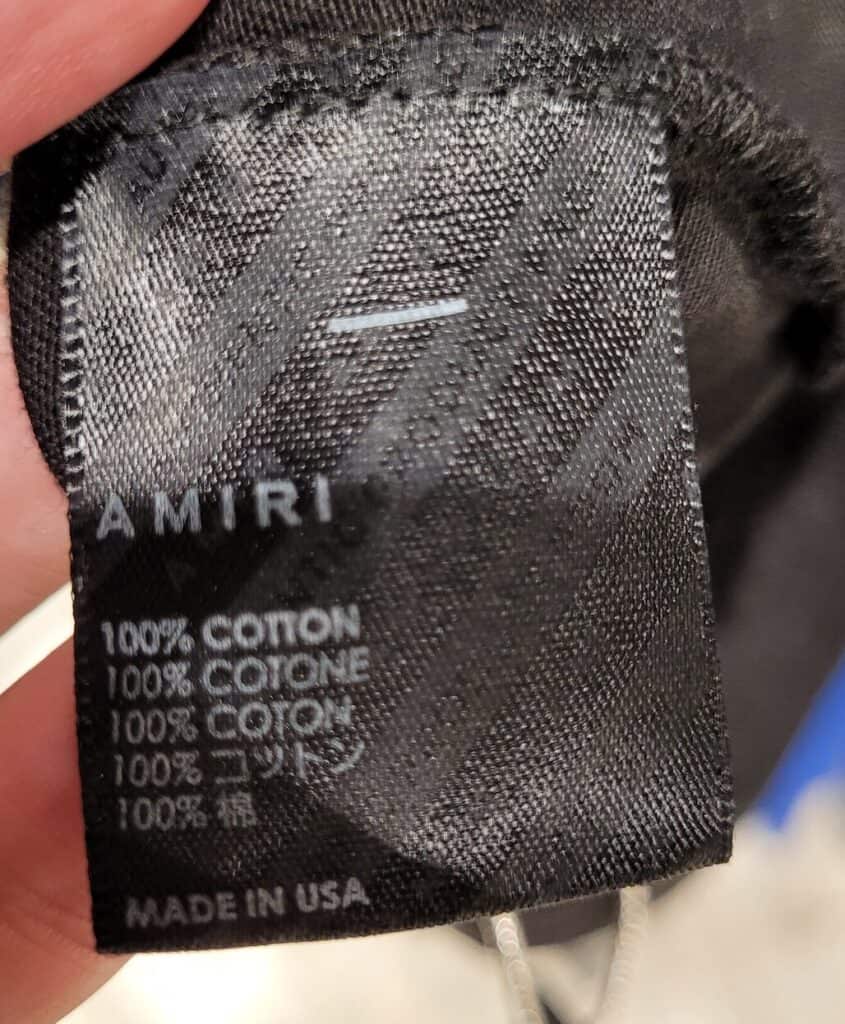 AMIRI
100% COTTON
100% COTONE
100% COTON
100% コットン
100% 棉
MADE IN USA